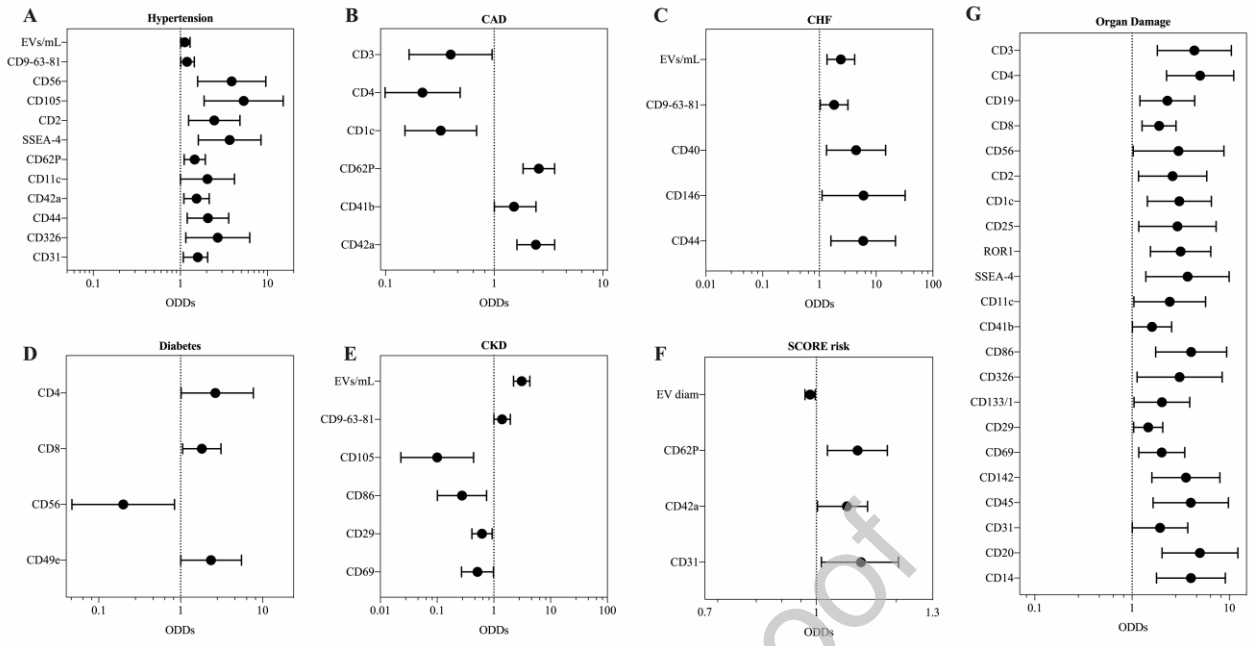 A
Hypertension
EVs/mL
CD9-63-81
CD56
CD105
CD2
SSEA-4
CD62P
CD11c
CD42a
CD44
CD326
CD31
0.1 1 10
ODDs
B
CAD
CD3
CD4
CD1c
CD62P
CD41b
CD42a
0.1 1 10
ODDs
C
CHF
EVs/mL
CD9-63-81
CD40
CD146
CD44
0.01 0.1 1 10 100
ODDs
D
Diabetes
CD4
CD8
CD56
CD49e
0.1 1 10
ODDs
E
CKD
EVs/mL
CD9-63-81
CD105
CD86
CD29
CD69
0.01 0.1 1 10 100
ODDs
F
SCORE risk
EV diam
CD62P
CD42a
CD31
0.7 1 1.3
ODDs
G
Organ Damage
CD3
CD4
CD19
CD8
CD56
CD2
CD1c
CD25
ROR1
SSEA-4
CD11c
CD41b
CD86
CD326
CD133/1
CD29
CD69
CD142
CD45
CD31
CD20
CD14
0.1 1 10
ODDs
oof